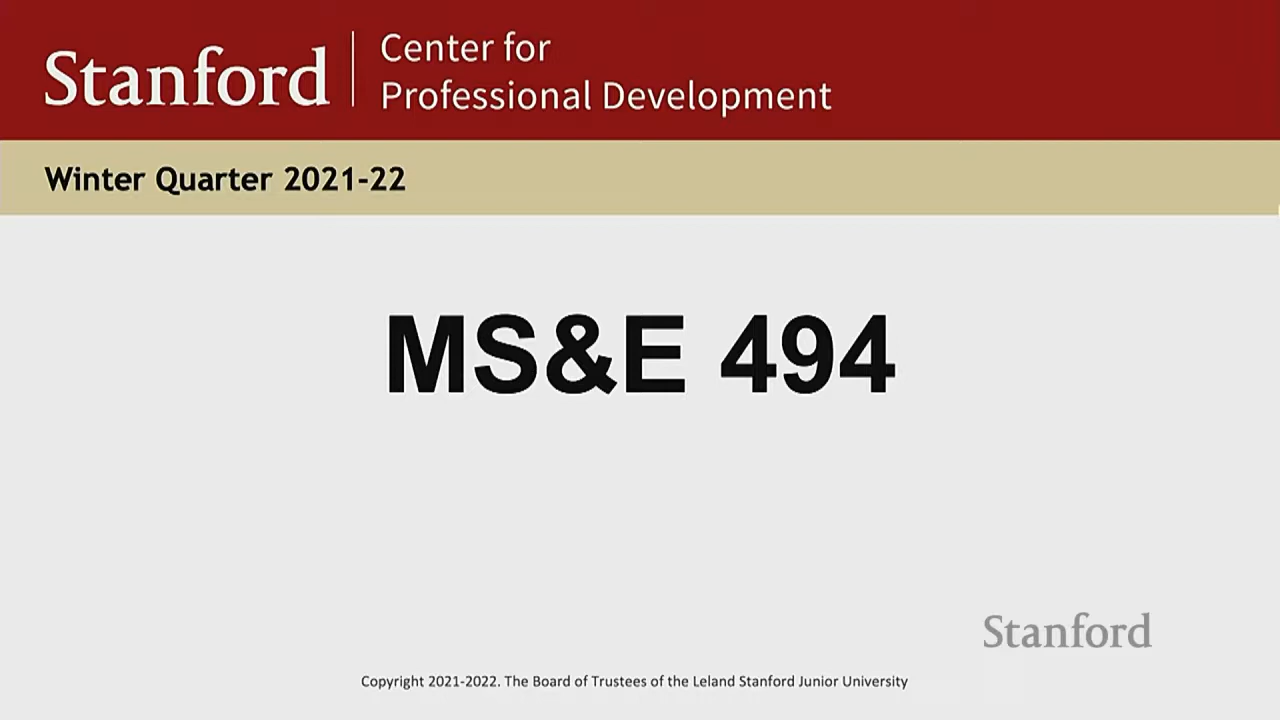 Stanford
Center for
Professional Development
Winter Quarter 2021-22
MS&E 494
Stanford
Copyright 2021-2022. The Board of Trustees of the Leland Stanford Junior University